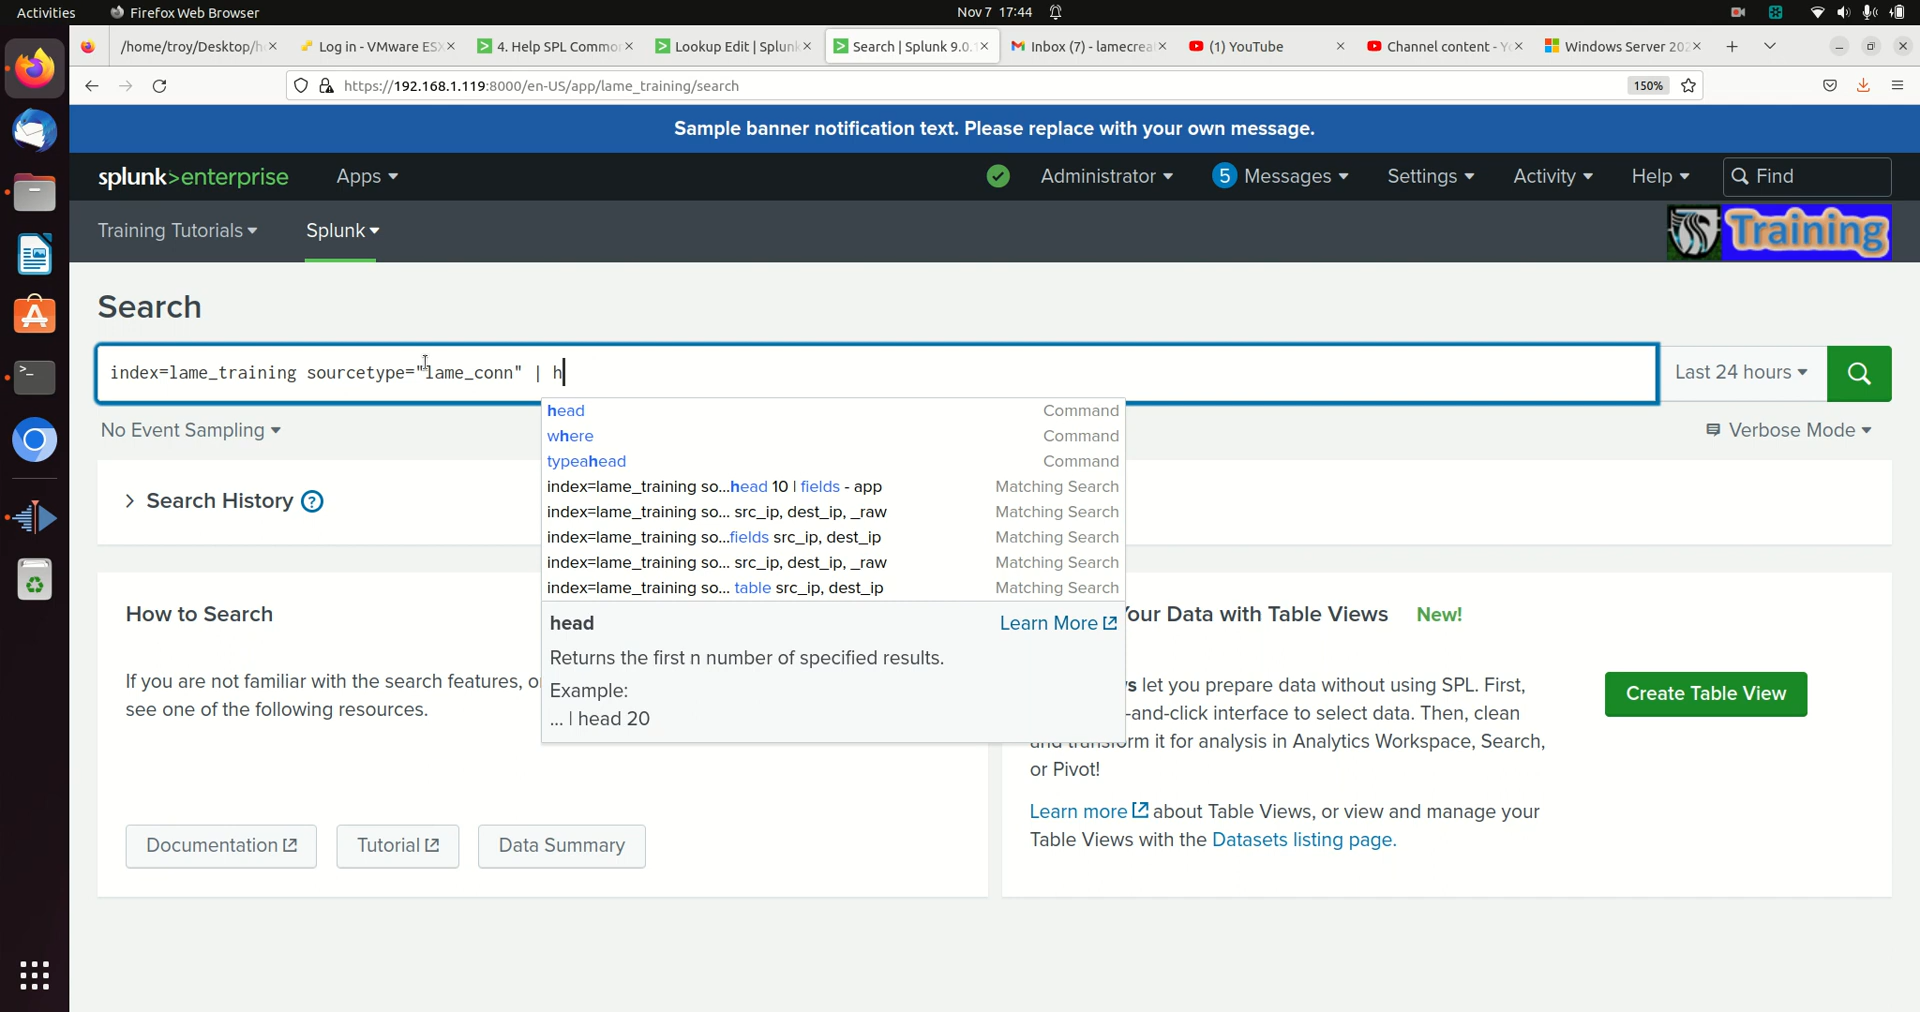 Activities Firefox Web Browser Nov 7 17:44
/home/troy/Desktop/h Log in - VMware ESX 4. Help SPL Common Lookup Edit | Splunk Search | Splunk 9.0. Inbox (7) - lamecrea (1) YouTube Channel content - Yo Windows Server 202
https://192.168.1.119:8000/en-US/app/lame_training/search 150%
Sample banner notification text. Please replace with your own message.
splunk>enterprise Apps Administrator 5 Messages Settings Activity Help Find
Training Tutorials Splunk Training
Search
index=lame_training sourcetype="lame_conn" | h Last 24 hours
No Event Sampling Verbose Mode
head Command
where Command
typeahead Command
index=lame_training so...head 10 | fields - app Matching Search
index=lame_training so... src_ip, dest_ip, _raw Matching Search
index=lame_training so...fields src_ip, dest_ip Matching Search
index=lame_training so... src_ip, dest_ip, _raw Matching Search
index=lame_training so... table src_ip, dest_ip Matching Search
head Learn More
Returns the first n number of specified results.
Example:
... | head 20
Search History ?
How to Search
If you are not familiar with the search features, o
see one of the following resources.
Documentation Tutorial Data Summary
Your Data with Table Views New!
s let you prepare data without using SPL. First,
-and-click interface to select data. Then, clean
and transform it for analysis in Analytics Workspace, Search,
or Pivot!
Learn more about Table Views, or view and manage your
Table Views with the Datasets listing page.
Create Table View